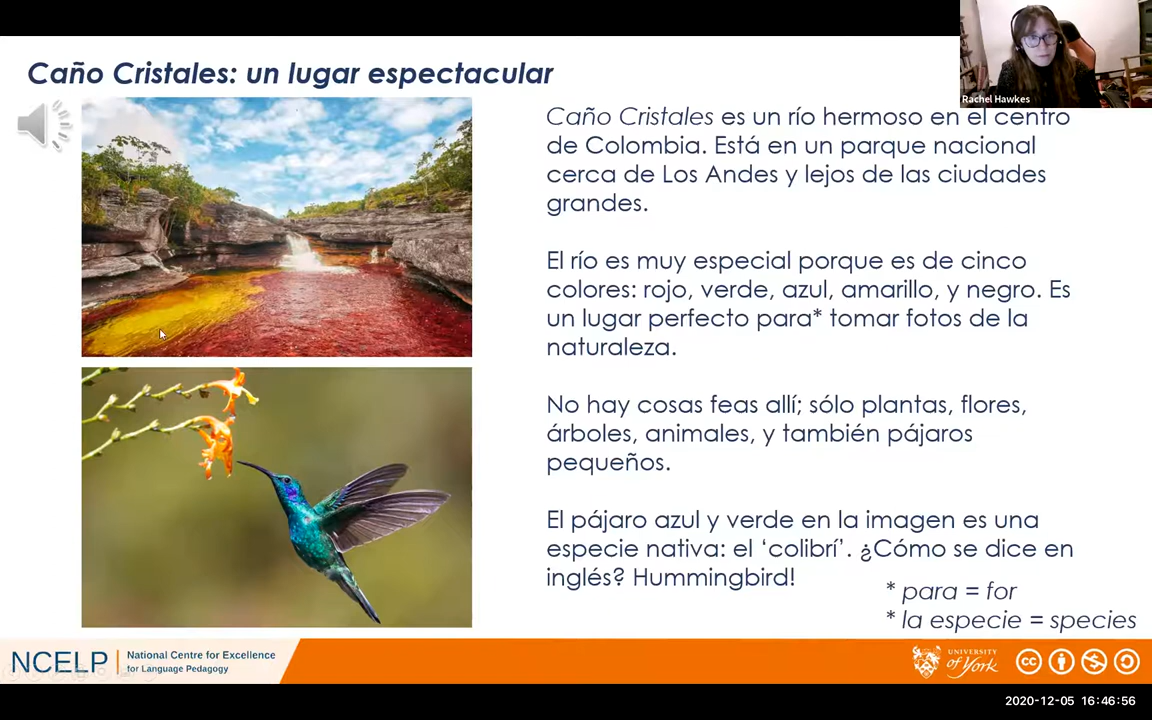 Rachel Hawkes
Caño Cristales: un lugar espectacular
Caño Cristales es un río hermoso en el centro
de Colombia. Está en un parque nacional
cerca de Los Andes y lejos de las ciudades
grandes.
El río es muy especial porque es de cinco
colores: rojo, verde, azul, amarillo, y negro. Es
un lugar perfecto para* tomar fotos de la
naturaleza.
No hay cosas feas allí; sólo plantas, flores,
árboles, animales, y también pájaros
pequeños.
El pájaro azul y verde en la imagen es una
especie nativa: el ‘colibrí’. ¿Cómo se dice en
inglés? Hummingbird!
* para = for
* la especie = species
NCELP
National Centre for Excellence
for Language Pedagogy
UNIVERSITY
of York
cc
2020-12-05 16:46:56